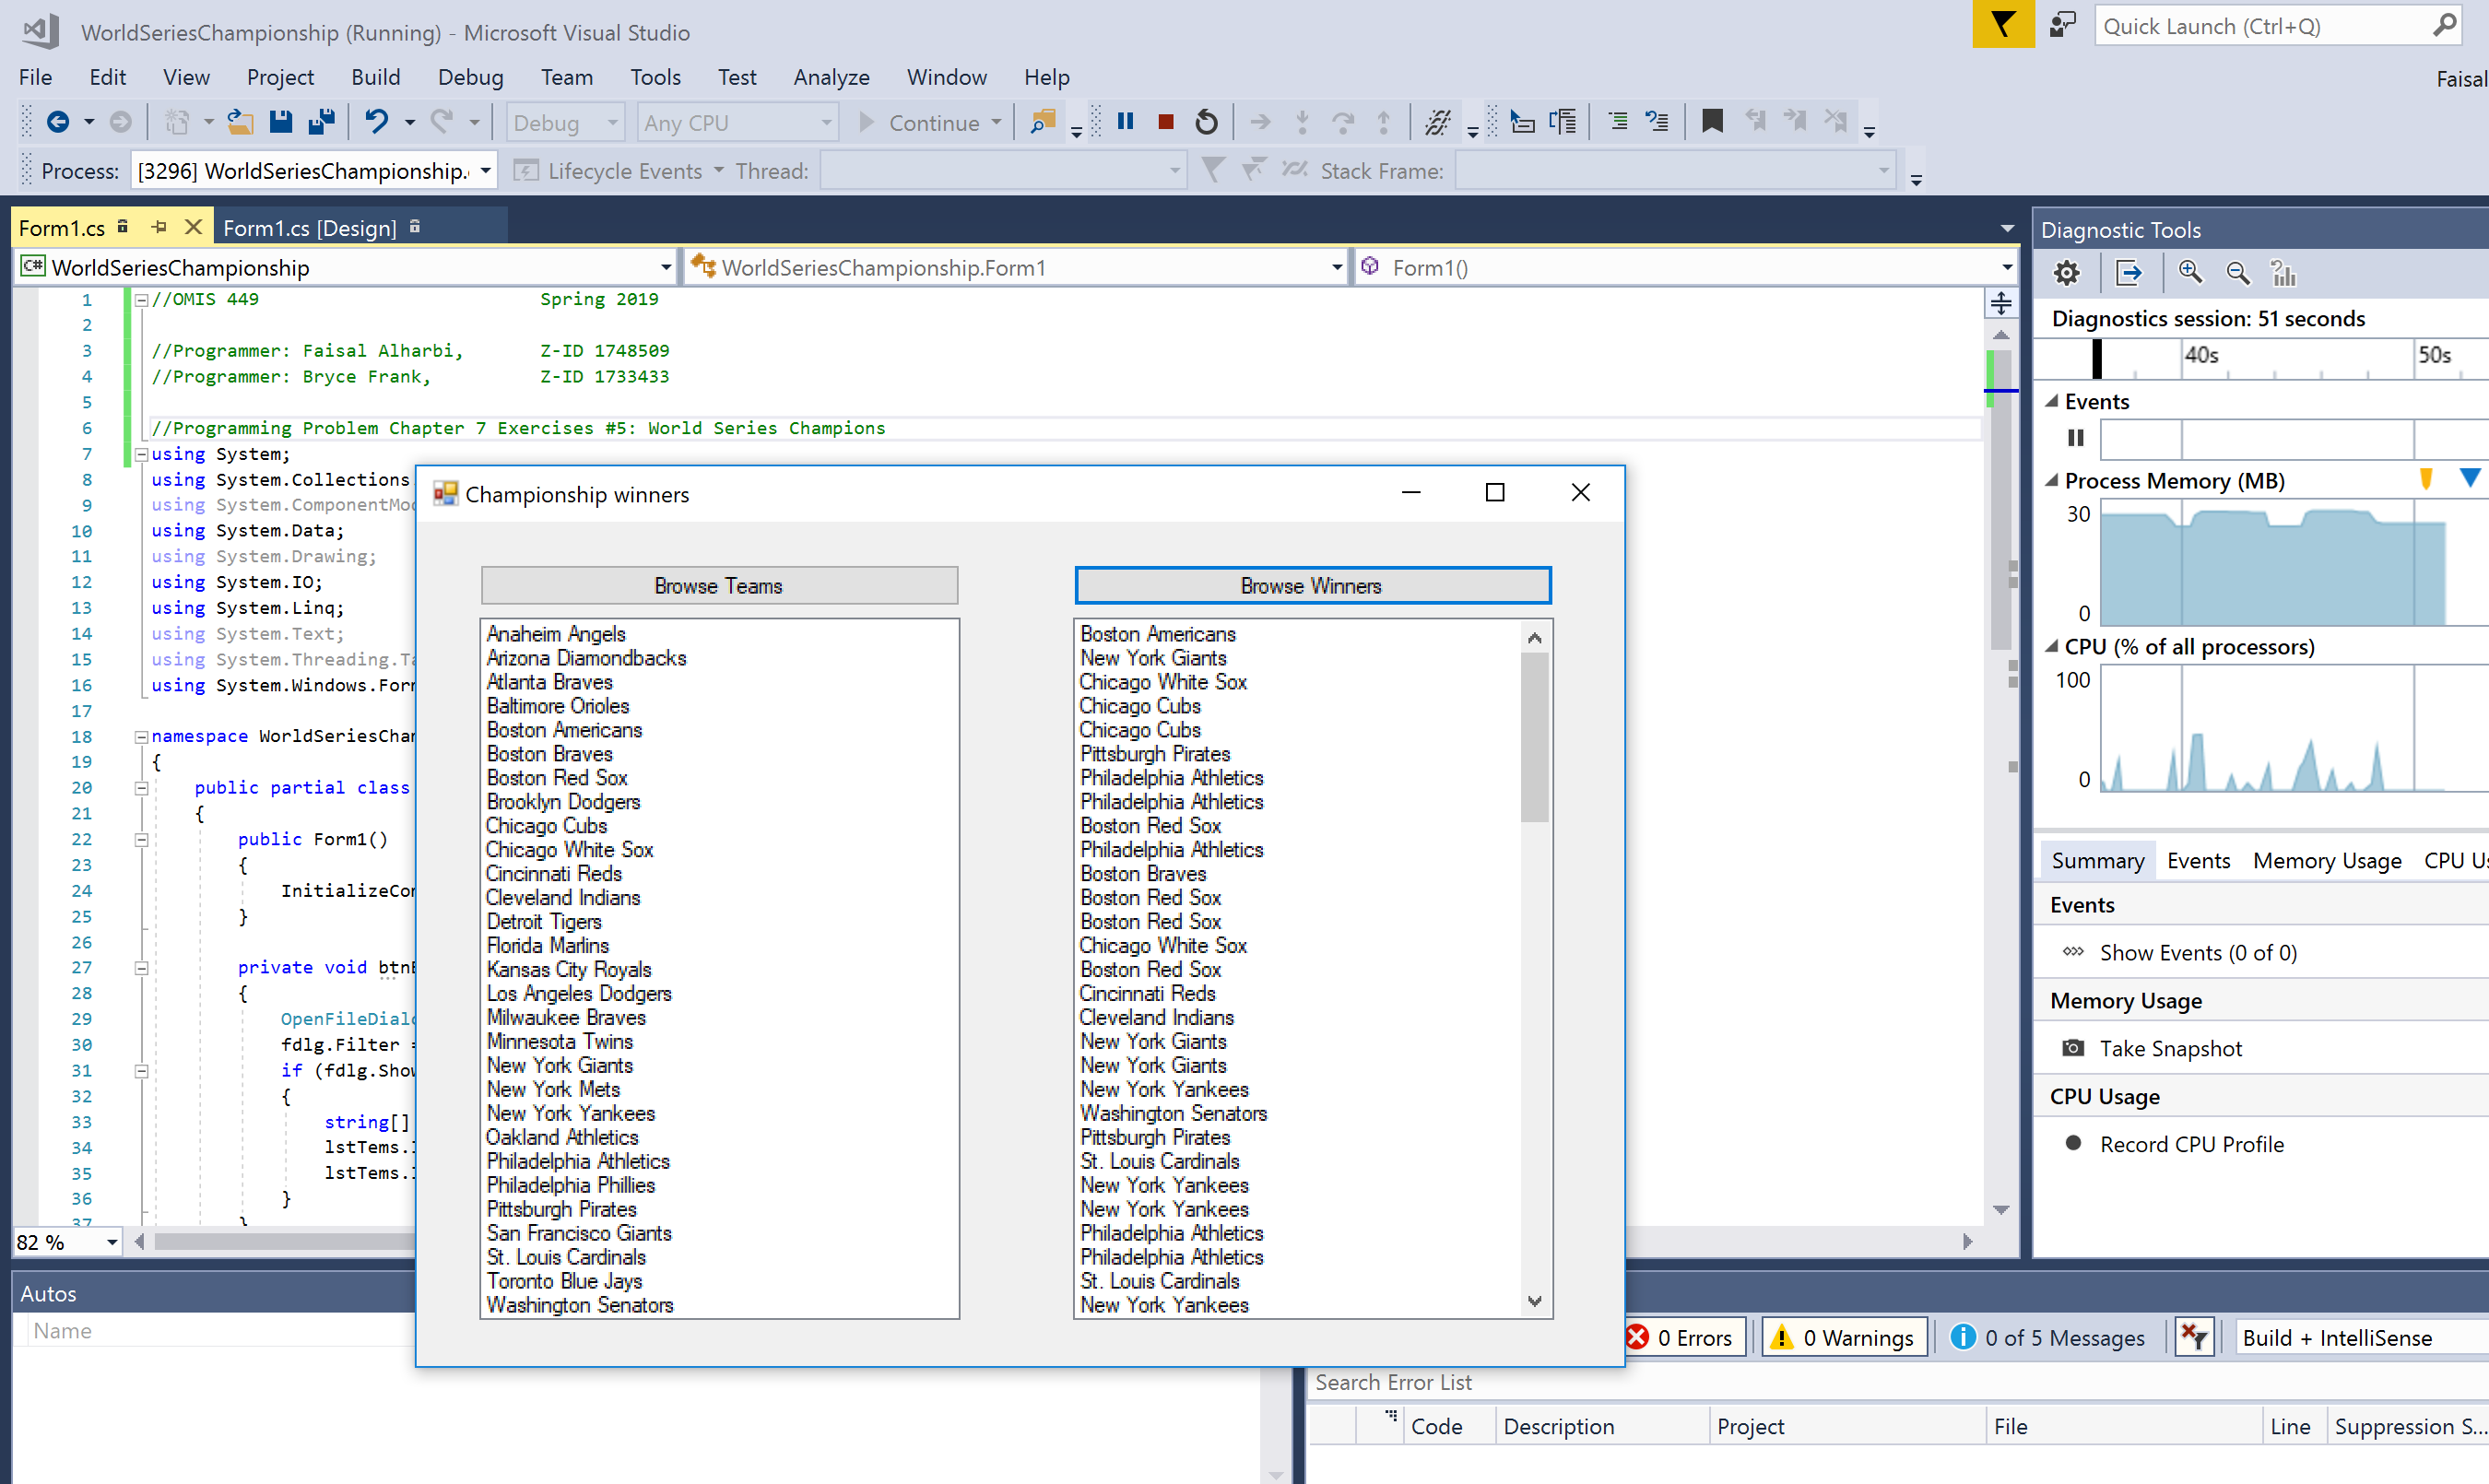 WorldSeriesChampionship (Running) - Microsoft Visual Studio
Quick Launch (Ctrl+Q)
File Edit View Project Build Debug Team Tools Test Analyze Window Help
Faisal
Debug Any CPU Continue
Process: [3296] WorldSeriesChampionship. Lifecycle Events Thread: Stack Frame:
Form1.cs Form1.cs [Design]
WorldSeriesChampionship WorldSeriesChampionship.Form1 Form1()
1 //OMIS 449 Spring 2019
2
3 //Programmer: Faisal Alharbi, Z-ID 1748509
4 //Programmer: Bryce Frank, Z-ID 1733433
5
6 //Programming Problem Chapter 7 Exercises #5: World Series Champions
7 using System;
8 using System.Collections
9 using System.ComponentMod
10 using System.Data;
11 using System.Drawing;
12 using System.IO;
13 using System.Linq;
14 using System.Text;
15 using System.Threading.Ta
16 using System.Windows.For
17
18 namespace WorldSeriesCha
19 {
20 public partial class
21 {
22 public Form1()
23 {
24 InitializeCo
25 }
26
27 private void btn
28 {
29 OpenFileDial
30 fdlg.Filter =
31 if (fdlg.Show
32 {
33 string[]
34 lstTems.
35 lstTems.
36 }
37 }
82 %
Championship winners
Browse Teams
Anaheim Angels
Arizona Diamondbacks
Atlanta Braves
Baltimore Orioles
Boston Americans
Boston Braves
Boston Red Sox
Brooklyn Dodgers
Chicago Cubs
Chicago White Sox
Cincinnati Reds
Cleveland Indians
Detroit Tigers
Florida Marlins
Kansas City Royals
Los Angeles Dodgers
Milwaukee Braves
Minnesota Twins
New York Giants
New York Mets
New York Yankees
Oakland Athletics
Philadelphia Athletics
Philadelphia Phillies
Pittsburgh Pirates
San Francisco Giants
St. Louis Cardinals
Toronto Blue Jays
Washington Senators
Browse Winners
Boston Americans
New York Giants
Chicago White Sox
Chicago Cubs
Chicago Cubs
Pittsburgh Pirates
Philadelphia Athletics
Philadelphia Athletics
Boston Red Sox
Philadelphia Athletics
Boston Braves
Boston Red Sox
Boston Red Sox
Chicago White Sox
Boston Red Sox
Cincinnati Reds
Cleveland Indians
New York Giants
New York Giants
New York Yankees
Washington Senators
Pittsburgh Pirates
St. Louis Cardinals
New York Yankees
New York Yankees
Philadelphia Athletics
Philadelphia Athletics
St. Louis Cardinals
New York Yankees
Diagnostic Tools
Diagnostics session: 51 seconds
40s 50s
Events
Process Memory (MB)
30
0
CPU (% of all processors)
100
0
Summary Events Memory Usage CPU Us
Events
Show Events (0 of 0)
Memory Usage
Take Snapshot
CPU Usage
Record CPU Profile
Autos
Name
0 Errors 0 Warnings 0 of 5 Messages Build + IntelliSense
Search Error List
Code Description Project File Line Suppression S...